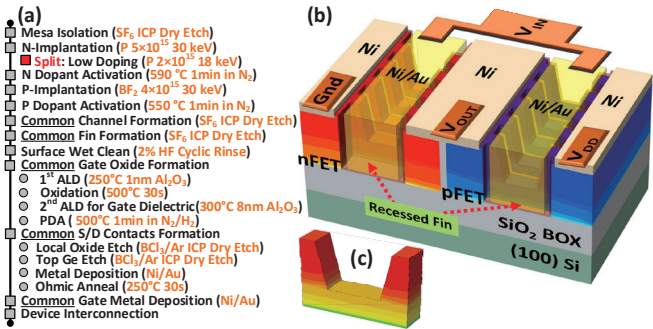 (a)
Mesa Isolation (SF6 ICP Dry Etch)
N-Implantation (P 5×10^15 30 keV)
Split: Low Doping (P 2×10^15 18 keV)
N Dopant Activation (590 °C 1min in N2)
P-Implantation (BF2 4×10^15 30 keV)
P Dopant Activation (550 °C 1min in N2)
Common Channel Formation (SF6 ICP Dry Etch)
Common Fin Formation (SF6 ICP Dry Etch)
Surface Wet Clean (2% HF Cyclic Rinse)
Common Gate Oxide Formation
1st ALD (250°C 1nm Al2O3)
Oxidation (500°C 30s)
2nd ALD for Gate Dielectric(300°C 8nm Al2O3)
PDA (500°C 1min in N2/H2)
Common S/D Contacts Formation
Local Oxide Etch (BCl3/Ar ICP Dry Etch)
Top Ge Etch (BCl3/Ar ICP Dry Etch)
Metal Deposition (Ni/Au)
Ohmic Anneal (250°C 30s)
Common Gate Metal Deposition (Ni/Au)
Device Interconnection
(b)
VIN
Ni
Ni/Au
Ni
Ni/Au
Ni
Gnd
VOUT
VDD
nFET
pFET
Recessed Fin
SiO2 BOX
(100) Si
(c)